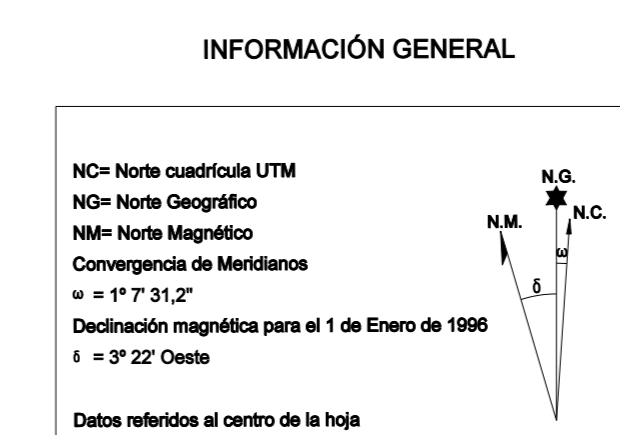 INFORMACIÓN GENERAL
NC= Norte cuadrícula UTM
NG= Norte Geográfico
NM= Norte Magnético
Convergencia de Meridianos
ω = 1º 7' 31,2"
Declinación magnética para el 1 de Enero de 1996
δ = 3º 22' Oeste
Datos referidos al centro de la hoja
N.G.
N.M.
N.C.
ω
δ